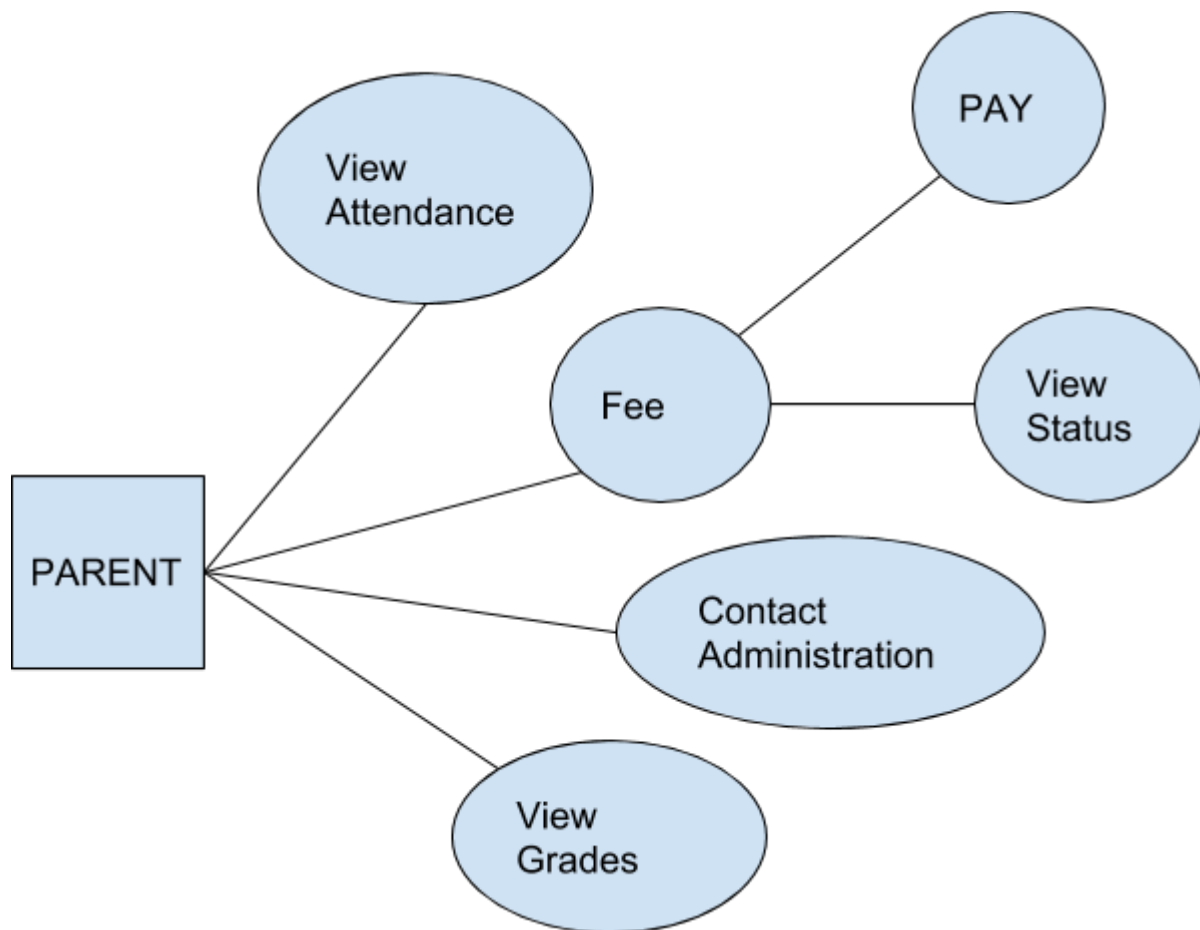 PAY
View
Attendance
View
Status
Fee
PARENT
Contact
Administration
View
Grades